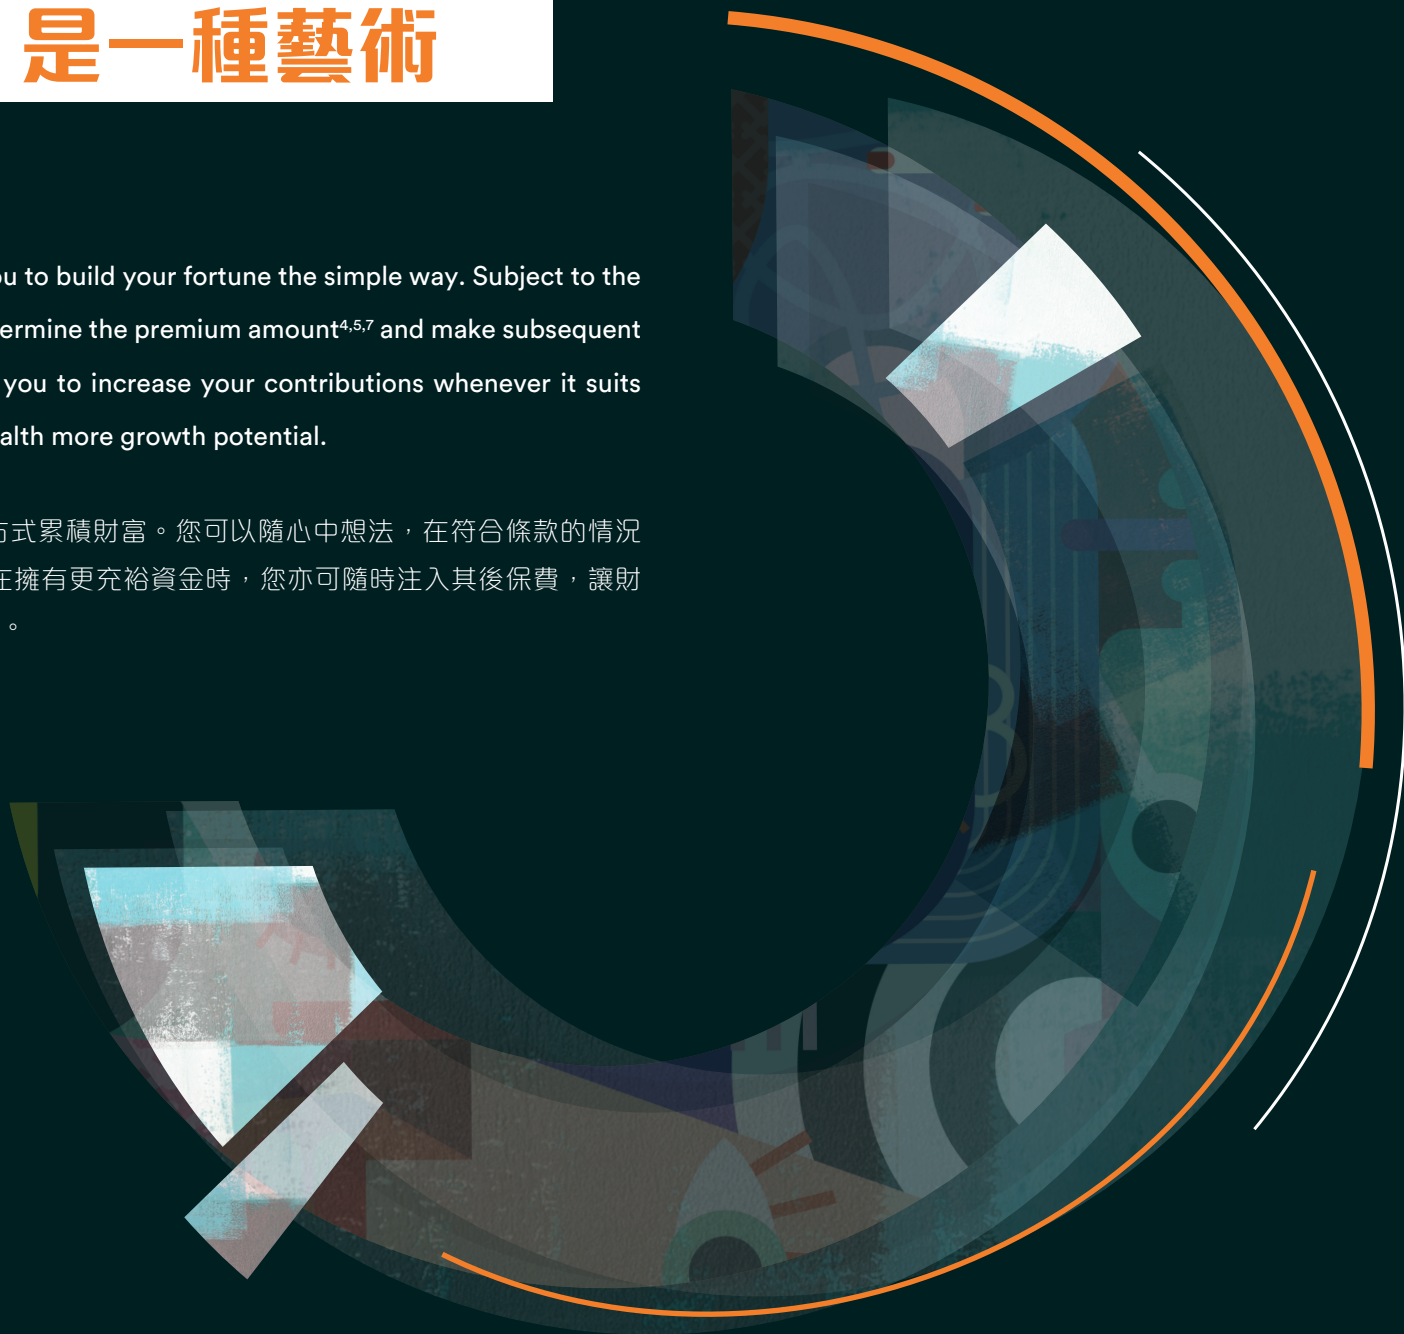 是一種藝術
to build your fortune the simple way. Subject to the
the premium amount4,5,7 and make subsequent
you to increase your contributions whenever it suits
more growth potential.
方式累積財富。您可以隨心中想法，在符合條款的情況
在擁有更充裕資金時，您亦可隨時注入其後保費，讓財
。